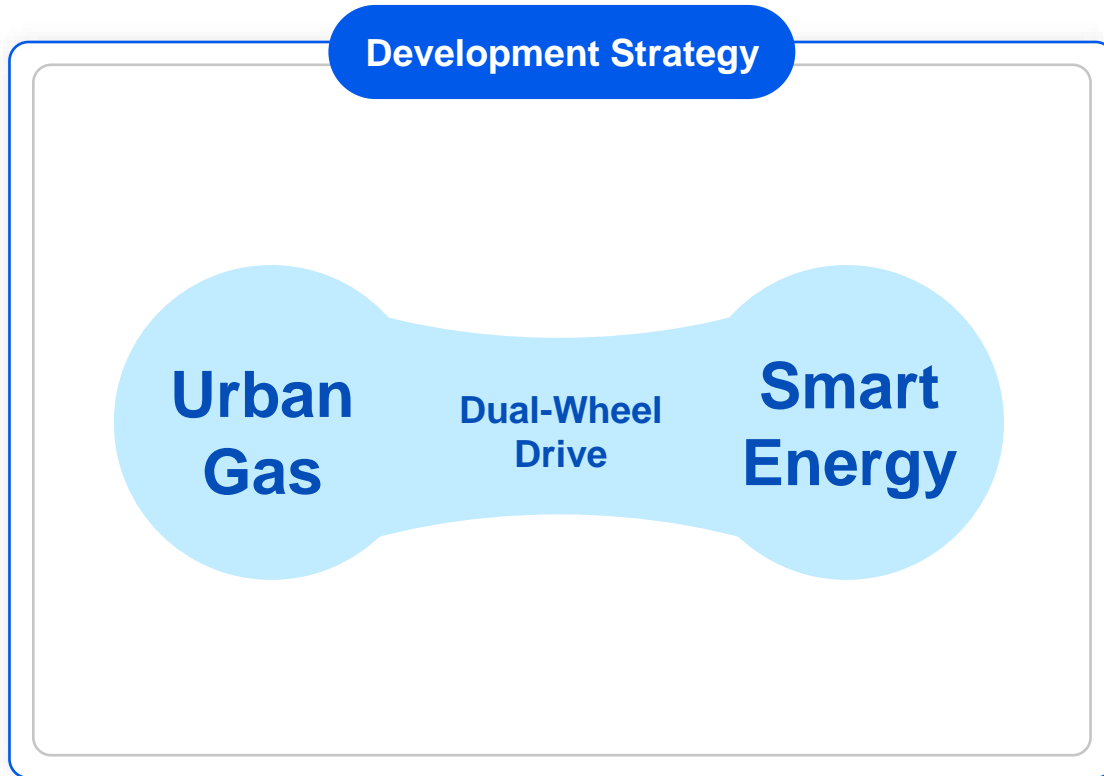 Development Strategy
Urban
Gas
Dual-Wheel
Drive
Smart
Energy